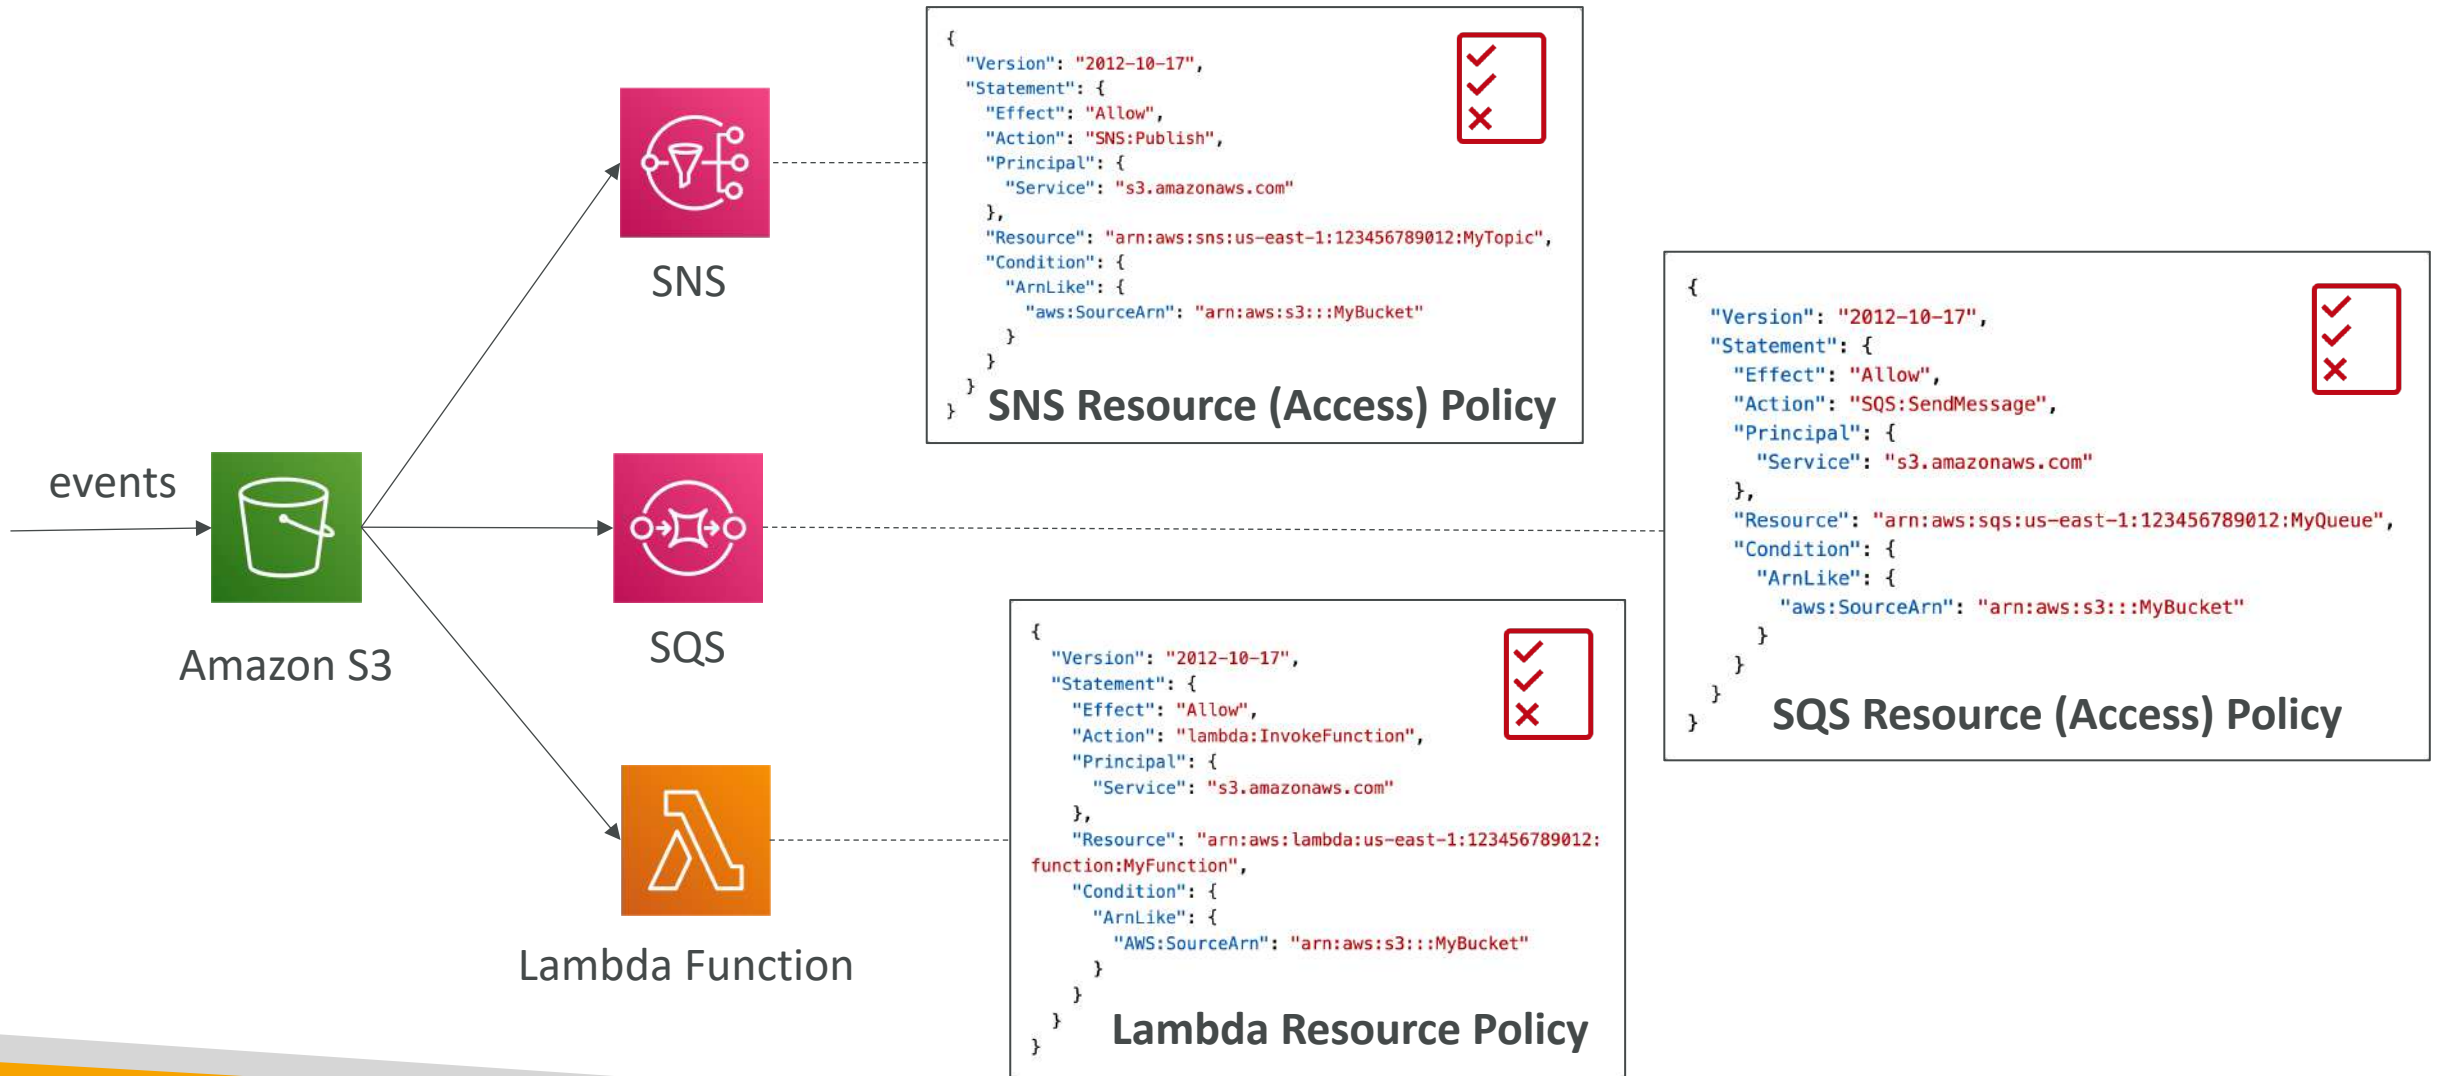 {
"Version": "2012-10-17",
"Statement": {
"Effect": "Allow",
"Action": "SNS:Publish",
"Principal": {
"Service": "s3.amazonaws.com"
},
"Resource": "arn:aws:sns:us-east-1:123456789012:MyTopic",
"Condition": {
"ArnLike": {
"aws:SourceArn": "arn:aws:s3:::MyBucket"
}
}
}
}
SNS Resource (Access) Policy
SNS
{
"Version": "2012-10-17",
"Statement": {
"Effect": "Allow",
"Action": "SQS:SendMessage",
"Principal": {
"Service": "s3.amazonaws.com"
},
"Resource": "arn:aws:sqs:us-east-1:123456789012:MyQueue",
"Condition": {
"ArnLike": {
"aws:SourceArn": "arn:aws:s3:::MyBucket"
}
}
}
}
SQS Resource (Access) Policy
events
Amazon S3
SQS
{
"Version": "2012-10-17",
"Statement": {
"Effect": "Allow",
"Action": "lambda:InvokeFunction",
"Principal": {
"Service": "s3.amazonaws.com"
},
"Resource": "arn:aws:lambda:us-east-1:123456789012:
function:MyFunction",
"Condition": {
"ArnLike": {
"AWS:SourceArn": "arn:aws:s3:::MyBucket"
}
}
}
}
Lambda Resource Policy
Lambda Function